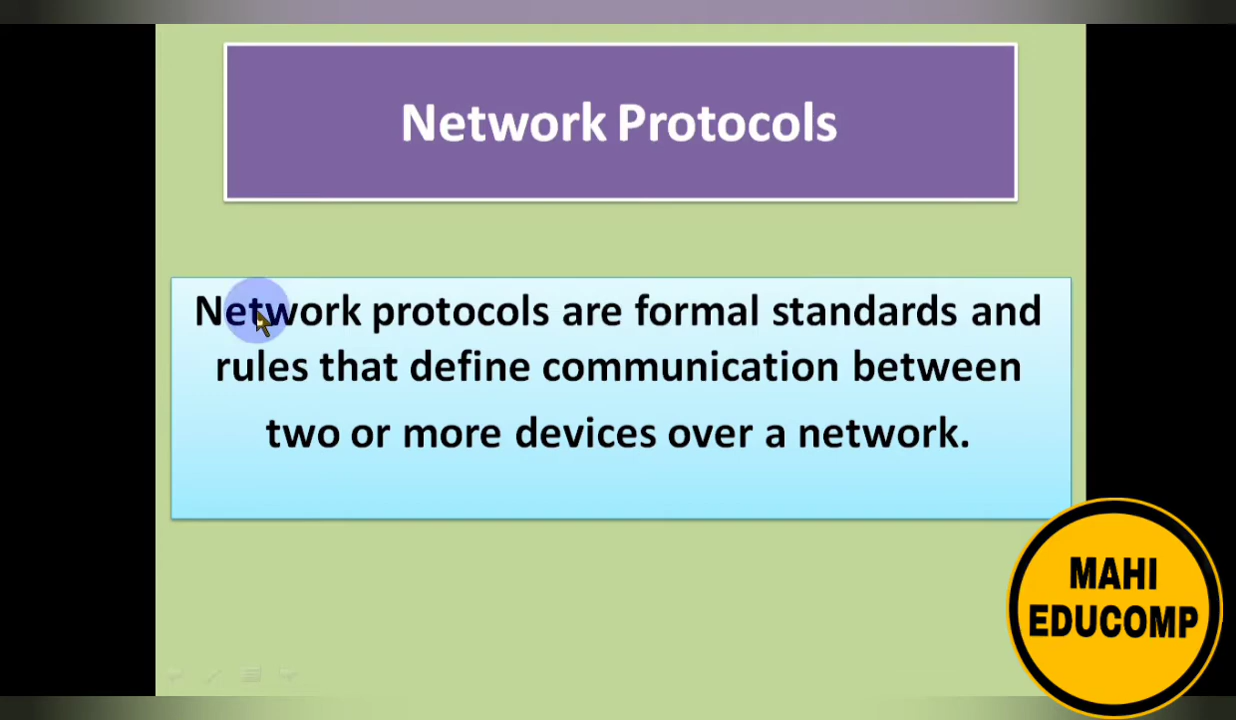 Network Protocols
Network protocols are formal standards and
rules that define communication between
two or more devices over a network.
MAHI
EDUCOMP